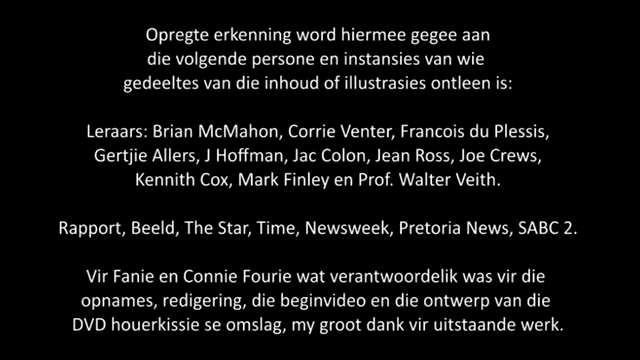 Opregte erkenning word hiermee gegee aan
die volgende persone en instansies van wie
gedeeltes van die inhoud of illustrasies ontleen is:
Leraars: Brian McMahon, Corrie Venter, Francois du Plessis,
Gertjie Allers, J Hoffman, Jac Colon, Jean Ross, Joe Crews,
Kennith Cox, Mark Finley en Prof. Walter Veith.
Rapport, Beeld, The Star, Time, Newsweek, Pretoria News, SABC 2.
Vir Fanie en Connie Fourie wat verantwoordelik was vir die
opnames, redigering, die beginvideo en die ontwerp van die
DVD houerkissie se omslag, my groot dank vir uitstaande werk.